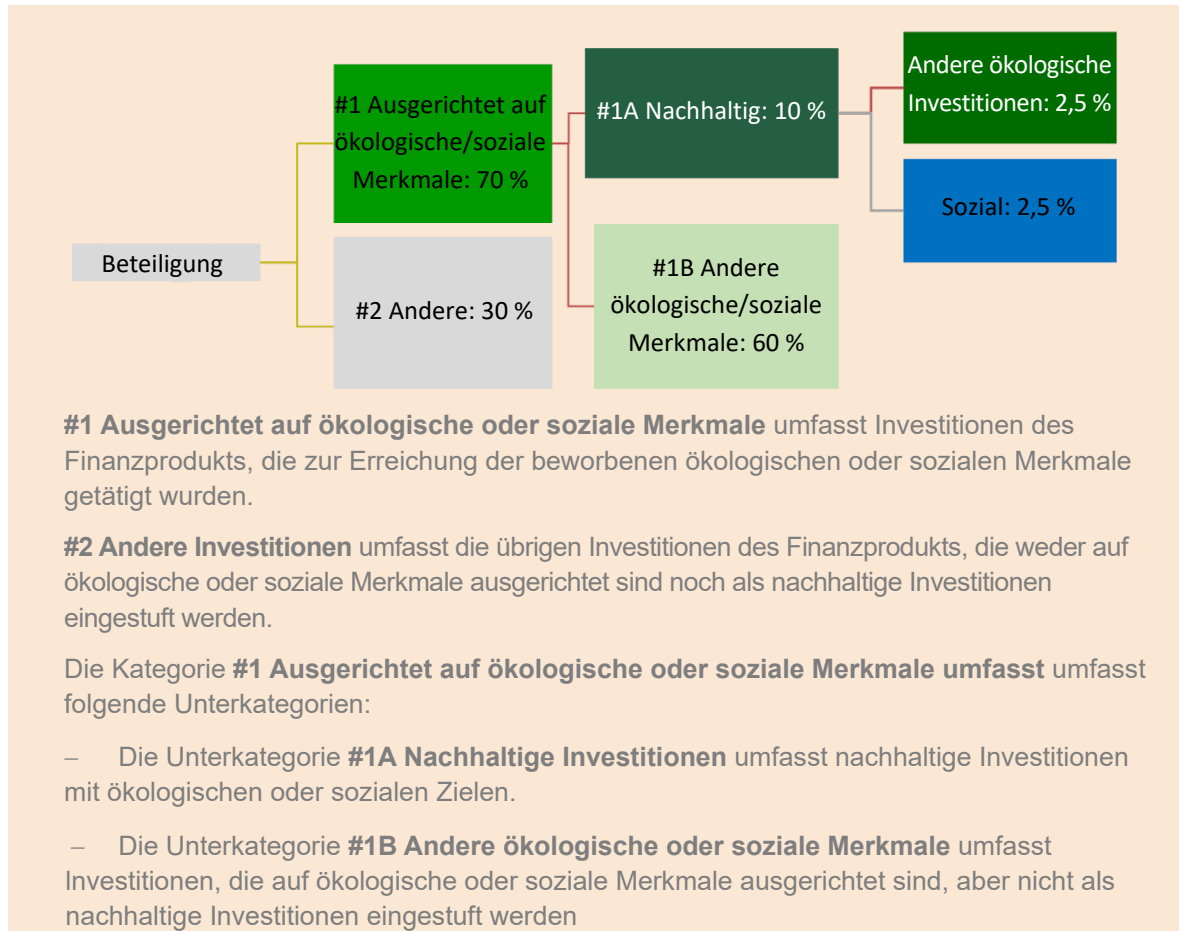 Beteiligung
#1 Ausgerichtet auf
ökologische/soziale
Merkmale: 70 %
#2 Andere: 30 %
#1A Nachhaltig: 10 %
#1B Andere
ökologische/soziale
Merkmale: 60 %
Andere ökologische
Investitionen: 2,5 %
Sozial: 2,5 %
#1 Ausgerichtet auf ökologische oder soziale Merkmale umfasst Investitionen des
Finanzprodukts, die zur Erreichung der beworbenen ökologischen oder sozialen Merkmale
getätigt wurden.
#2 Andere Investitionen umfasst die übrigen Investitionen des Finanzprodukts, die weder auf
ökologische oder soziale Merkmale ausgerichtet sind noch als nachhaltige Investitionen
eingestuft werden.
Die Kategorie #1 Ausgerichtet auf ökologische oder soziale Merkmale umfasst umfasst
folgende Unterkategorien:
– Die Unterkategorie #1A Nachhaltige Investitionen umfasst nachhaltige Investitionen
mit ökologischen oder sozialen Zielen.
– Die Unterkategorie #1B Andere ökologische oder soziale Merkmale umfasst
Investitionen, die auf ökologische oder soziale Merkmale ausgerichtet sind, aber nicht als
nachhaltige Investitionen eingestuft werden